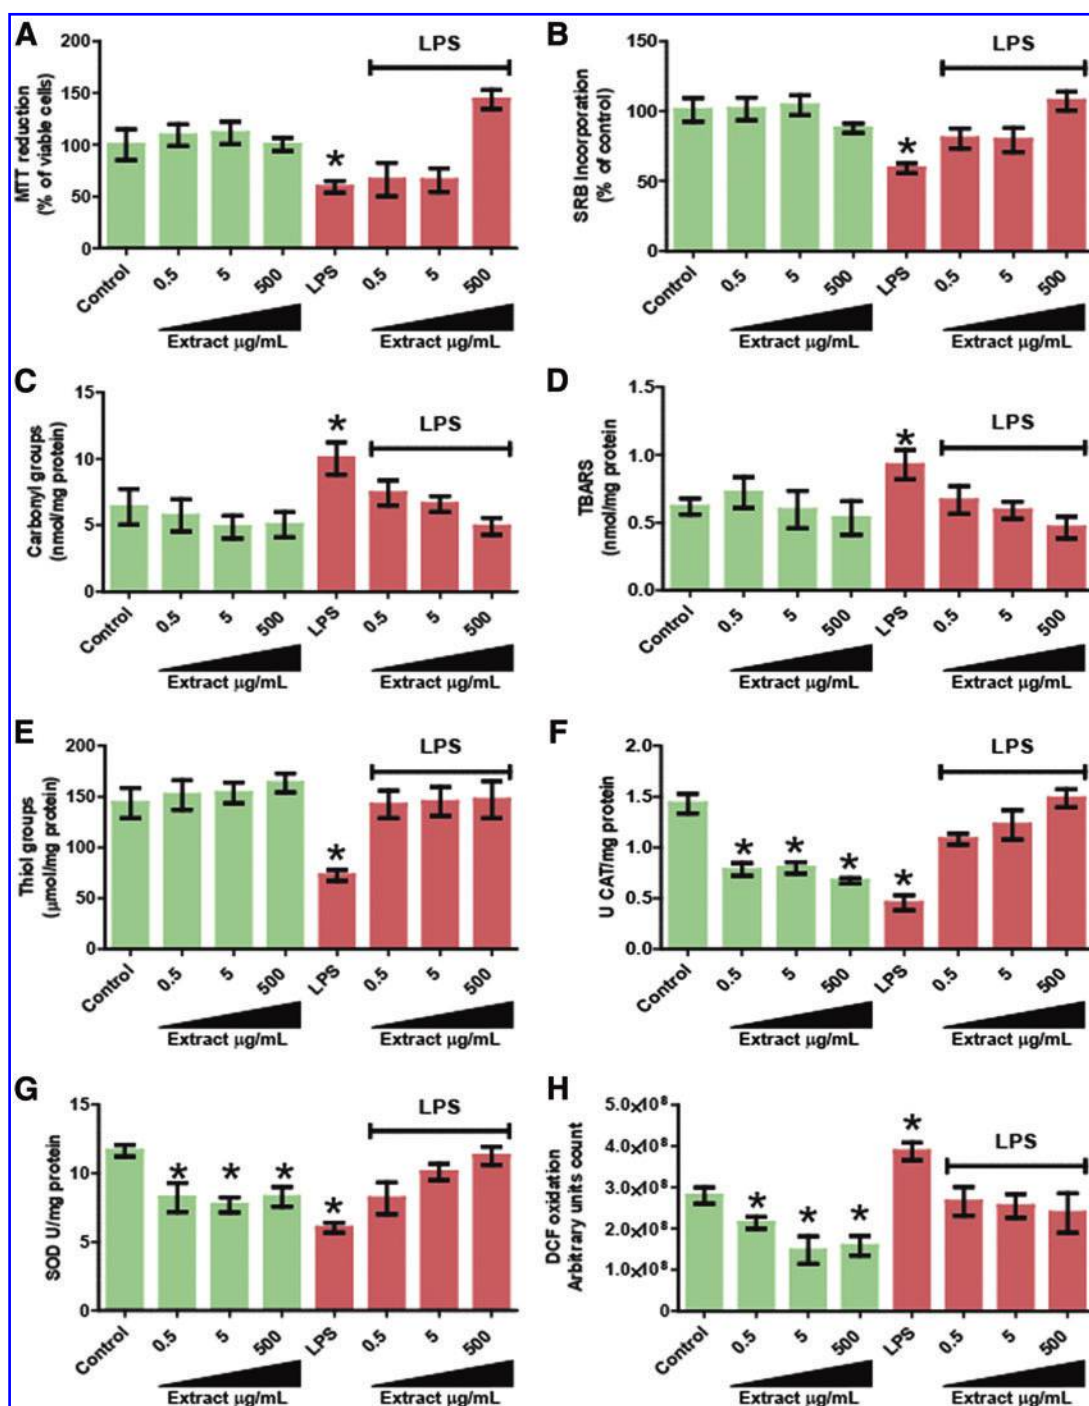 A
MTT reduction
(% of viable cells)
200
150
100
50
0
LPS
*
Control
0.5
5
500
LPS
0.5
5
500
Extract μg/mL
Extract μg/mL
B
SRB Incorporation
(% of control)
150
100
50
0
LPS
*
Control
0.5
5
500
LPS
0.5
5
500
Extract μg/mL
Extract μg/mL
C
Carbonyl groups
(nmol/mg protein)
15
10
5
0
*
LPS
Control
0.5
5
500
LPS
0.5
5
500
Extract μg/mL
Extract μg/mL
D
TBARS
(nmol/mg protein
1.5
1.0
0.5
0.0
*
LPS
Control
0.5
5
500
LPS
0.5
5
500
Extract μg/mL
Extract μg/mL
E
Thiol groups
(μmol/mg protein)
200
150
100
50
0
LPS
*
Control
0.5
5
500
LPS
0.5
5
500
Extract μg/mL
Extract μg/mL
F
U CAT/mg protein
2.0
1.5
1.0
0.5
0.0
LPS
* * * *
Control
0.5
5
500
LPS
0.5
5
500
Extract μg/mL
Extract μg/mL
G
SOD U/mg protein
15
10
5
0
LPS
* * * *
Control
0.5
5
500
LPS
0.5
5
500
Extract μg/mL
Extract μg/mL
H
DCF oxidation
Arbitrary units count
5.0×10⁸
4.0×10⁸
3.0×10⁸
2.0×10⁸
1.0×10⁸
0
* * * *
LPS
Control
0.5
5
500
LPS
0.5
5
500
Extract μg/mL
Extract μg/mL